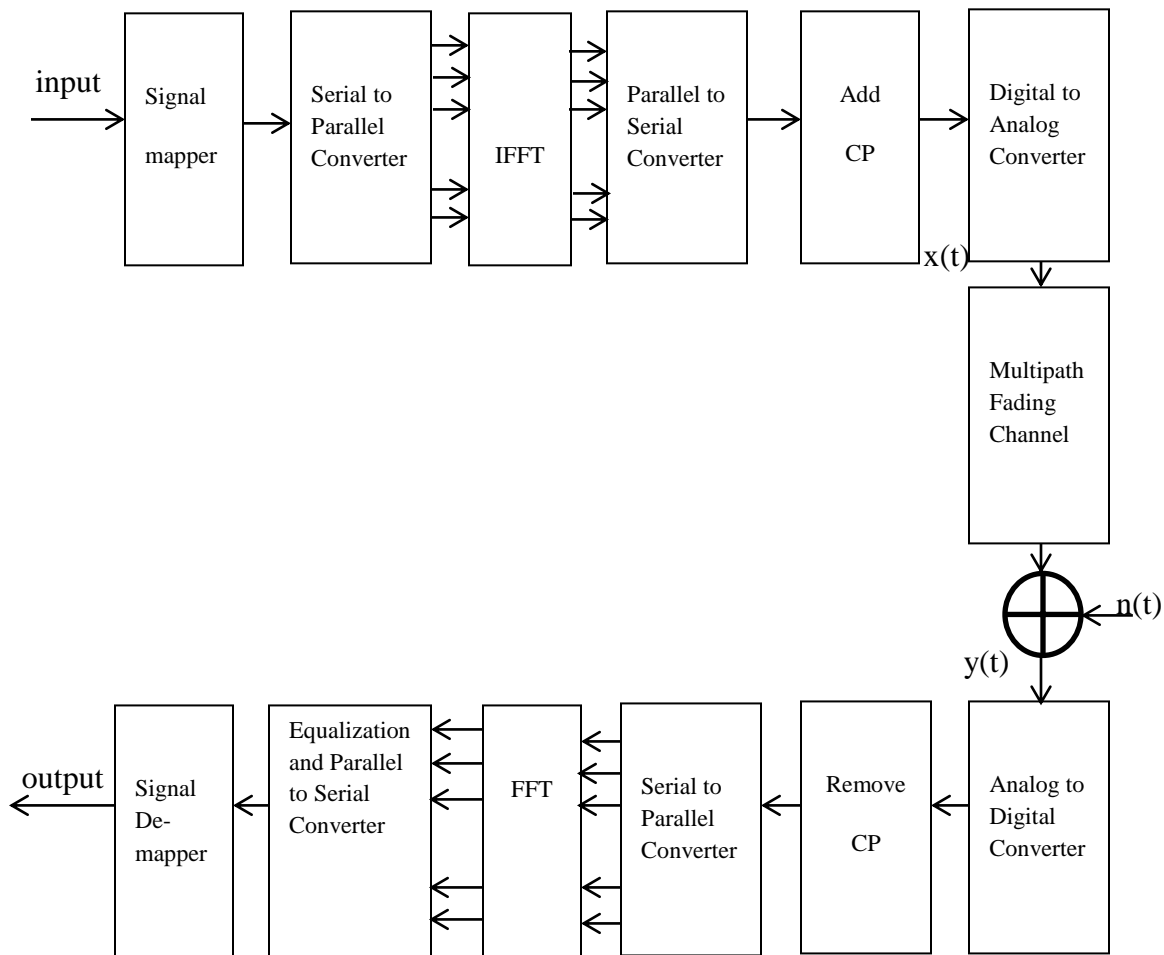 input
Signal
mapper
Serial to
Parallel
Converter
IFFT
Parallel to
Serial
Converter
Add
CP
Digital to
Analog
Converter
x(t)
Multipath
Fading
Channel
n(t)
y(t)
output
Signal
De-
mapper
Equalization
and Parallel
to Serial
Converter
FFT
Serial to
Parallel
Converter
Remove
CP
Analog to
Digital
Converter